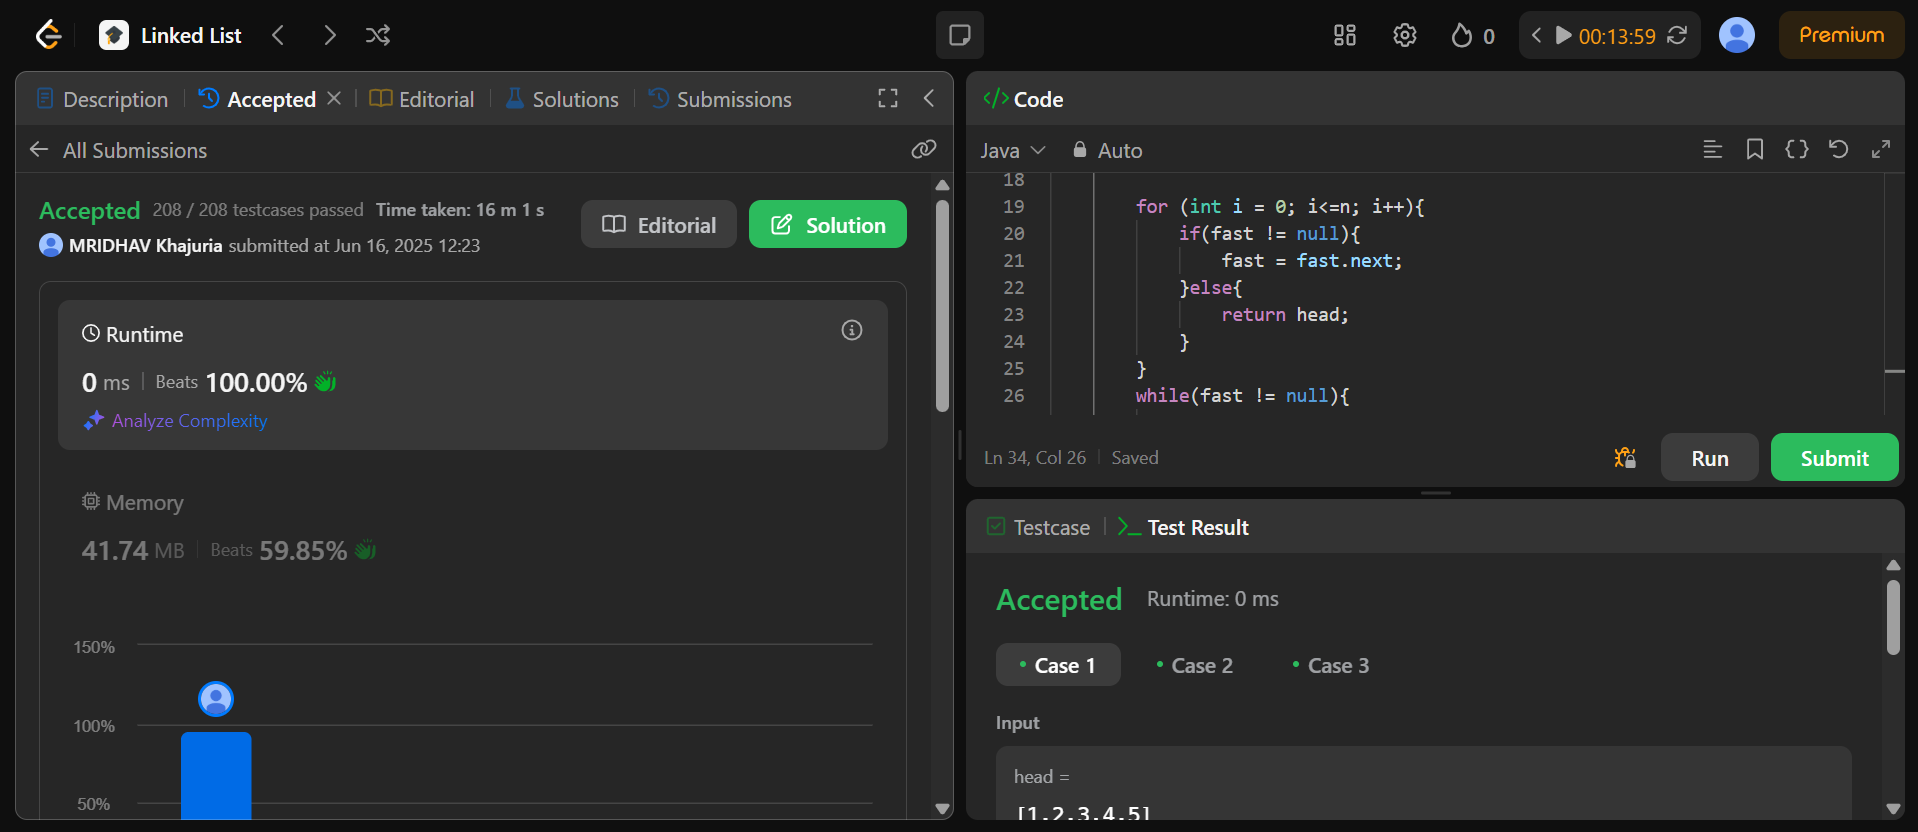 Linked List
0
00:13:59
Premium
Description
Accepted
Editorial
Solutions
Submissions
All Submissions
Accepted 208 / 208 testcases passed Time taken: 16 m 1 s
MRIDHAV Khajuria submitted at Jun 16, 2025 12:23
Editorial
Solution
Runtime
0 ms Beats 100.00%
Analyze Complexity
Memory
41.74 MB Beats 59.85%
150%
100%
50%
</> Code
Java
Auto
18
19 for (int i = 0; i<=n; i++){
20 if(fast != null){
21 fast = fast.next;
22 }else{
23 return head;
24 }
25 }
26 while(fast != null){
Ln 34, Col 26 Saved
Run
Submit
Testcase
>_ Test Result
Accepted Runtime: 0 ms
Case 1
Case 2
Case 3
Input
head =
[1,2,3,4,5]